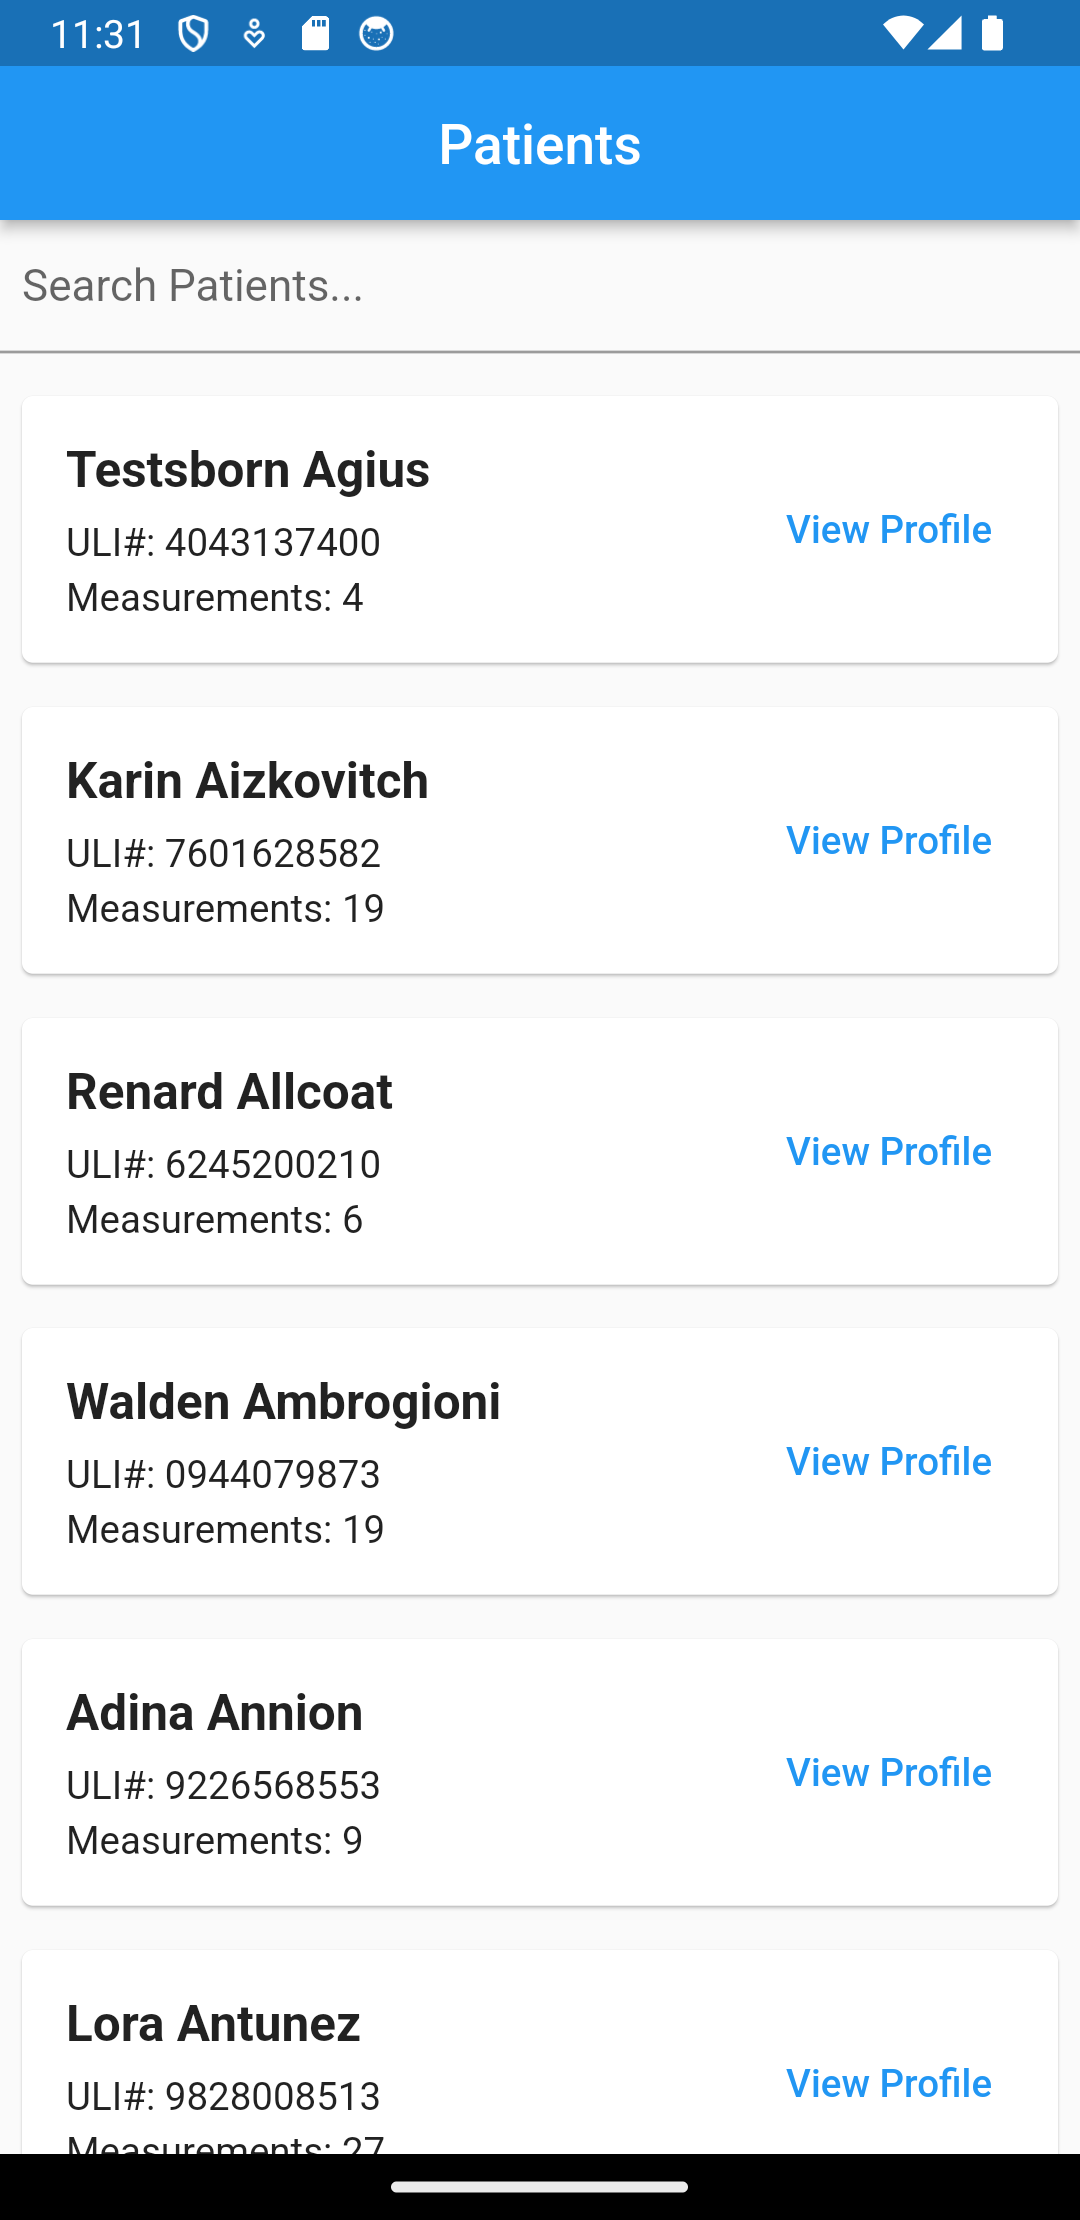 11:31
Patients
Search Patients...
Testsborn Agius
ULI#: 4043137400
View Profile
Measurements: 4
Karin Aizkovitch
ULI#: 7601628582
View Profile
Measurements: 19
Renard Allcoat
ULI#: 6245200210
View Profile
Measurements: 6
Walden Ambrogioni
ULI#: 0944079873
View Profile
Measurements: 19
Adina Annion
ULI#: 9226568553
View Profile
Measurements: 9
Lora Antunez
ULI#: 9828008513
View Profile
Measurements: 27